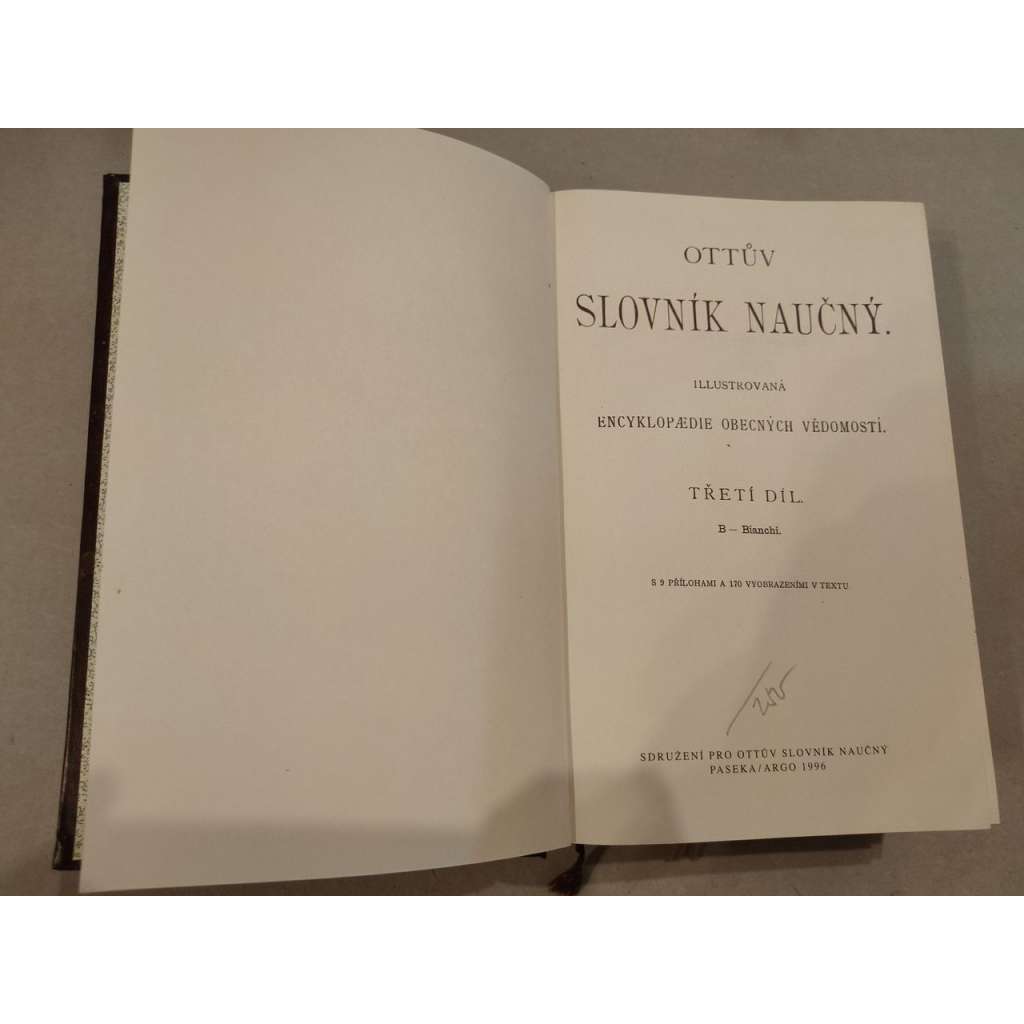 OTTŮV
SLOVNÍK NAUČNÝ.
ILLUSTROVANÁ
ENCYKLOPÆDIE OBECNÝCH VĚDOMOSTÍ.
TŘETÍ DÍL.
B — Bianchi.
S 9 PŘÍLOHAMI A 170 VYOBRAZENÍMI V TEXTU
SDRUŽENÍ PRO OTTŮV SLOVNÍK NAUČNÝ
PASEKA/ARGO 1996